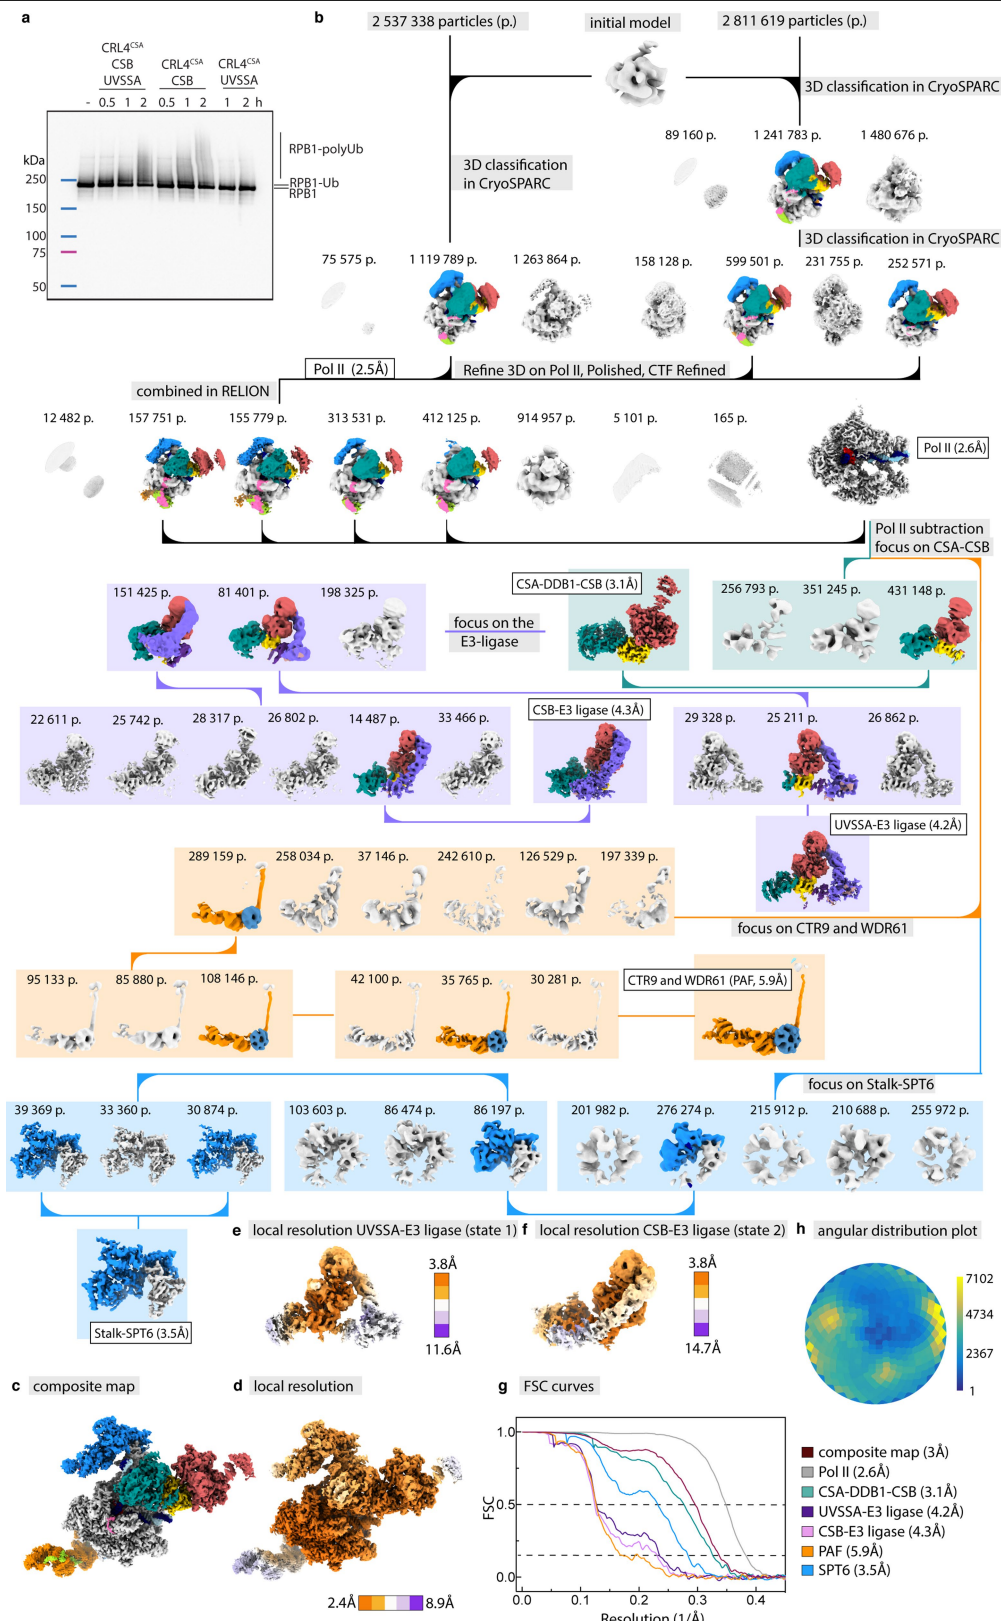 a
CRL4CSA
CSB
UVSSA
CRL4CSA
CSB
CRL4CSA
UVSSA
- 0.5 1 2 0.5 1 2 1 2 h
kDa
250
150
100
75
50
RPB1-polyUb
RPB1-Ub
RPB1
b
2 537 338 particles (p.)
initial model
2 811 619 particles (p.)
3D classification in CryoSPARC
89 160 p. 1 241 783 p. 1 480 676 p.
3D classification
in CryoSPARC
3D classification in CryoSPARC
75 575 p. 1 119 789 p. 1 263 864 p. 158 128 p. 599 501 p. 231 755 p. 252 571 p.
Pol II (2.5Å)
Refine 3D on Pol II, Polished, CTF Refined
combined in RELION
12 482 p. 157 751 p. 155 779 p. 313 531 p. 412 125 p. 914 957 p. 5 101 p. 165 p.
Pol II (2.6Å)
Pol II subtraction
focus on CSA-CSB
151 425 p. 81 401 p. 198 325 p.
focus on the
E3-ligase
CSA-DDB1-CSB (3.1Å)
256 793 p. 351 245 p. 431 148 p.
22 611 p. 25 742 p. 28 317 p. 26 802 p. 14 487 p. 33 466 p.
CSB-E3 ligase (4.3Å)
29 328 p. 25 211 p. 26 862 p.
UVSSA-E3 ligase (4.2Å)
289 159 p. 258 034 p. 37 146 p. 242 610 p. 126 529 p. 197 339 p.
focus on CTR9 and WDR61
95 133 p. 85 880 p. 108 146 p. 42 100 p. 35 765 p. 30 281 p.
CTR9 and WDR61 (PAF, 5.9Å)
focus on Stalk-SPT6
39 369 p. 33 360 p. 30 874 p. 103 603 p. 86 474 p. 86 197 p. 201 982 p. 276 274 p. 215 912 p. 210 688 p. 255 972 p.
Stalk-SPT6 (3.5Å)
e local resolution UVSSA-E3 ligase (state 1)
3.8Å
11.6Å
f local resolution CSB-E3 ligase (state 2)
3.8Å
14.7Å
h angular distribution plot
7102
4734
2367
1
c composite map
d local resolution
2.4Å 8.9Å
g FSC curves
1.0
0.5
0.0
FSC
0 0.1 0.2 0.3 0.4
Resolution (1/Å)
composite map (3Å)
Pol II (2.6Å)
CSA-DDB1-CSB (3.1Å)
UVSSA-E3 ligase (4.2Å)
CSB-E3 ligase (4.3Å)
PAF (5.9Å)
SPT6 (3.5Å)